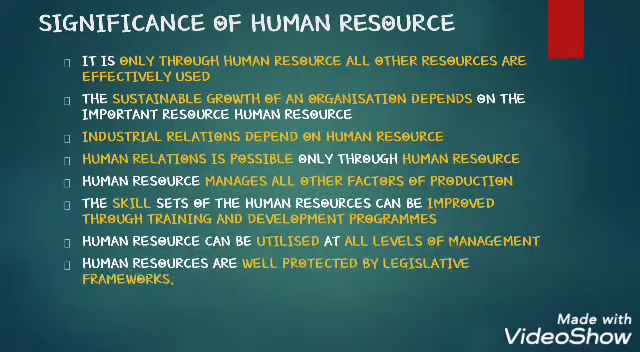 SIGNIFICANCE OF HUMAN RESOURCE
IT IS ONLY THROUGH HUMAN RESOURCE ALL OTHER RESOURCES ARE
EFFECTIVELY USED
THE SUSTAINABLE GROWTH OF AN ORGANISATION DEPENDS ON THE
IMPORTANT RESOURCE HUMAN RESOURCE
INDUSTRIAL RELATIONS DEPEND ON HUMAN RESOURCE
HUMAN RELATIONS IS POSSIBLE ONLY THROUGH HUMAN RESOURCE
HUMAN RESOURCE MANAGES ALL OTHER FACTORS OF PRODUCTION
THE SKILL SETS OF THE HUMAN RESOURCES CAN BE IMPROVED
THROUGH TRAINING AND DEVELOPMENT PROGRAMMES
HUMAN RESOURCE CAN BE UTILISED AT ALL LEVELS OF MANAGEMENT
HUMAN RESOURCES ARE WELL PROTECTED BY LEGISLATIVE
FRAMEWORKS.
Made with
VideoShow